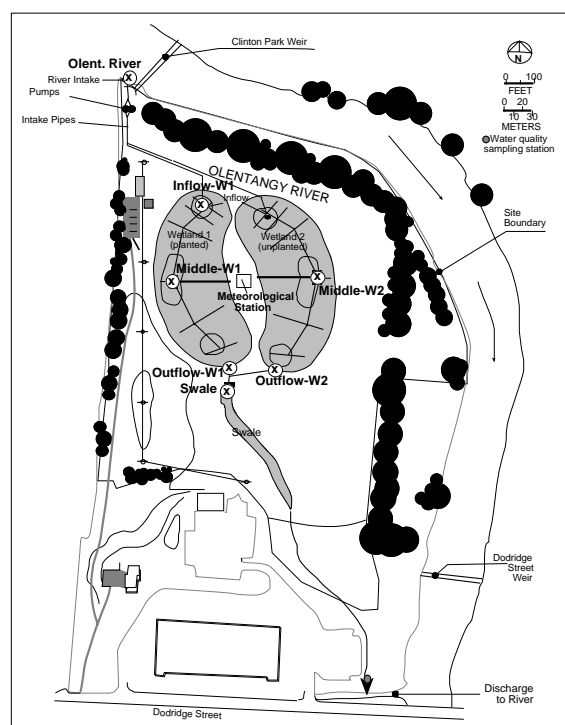 Clinton Park Weir
Olent. River
River Intake
Pumps
Intake Pipes
N
0 100
FEET
0 20
METERS
10 30
Water quality
sampling station
OLENTANGY RIVER
Inflow-W1
Inflow
Wetland 1
(planted)
Wetland 2
(unplanted)
Site
Boundary
Middle-W1
Middle-W2
Meteorological
Station
Outflow-W1
Outflow-W2
Swale
Swale
Dodridge
Street
Weir
Discharge
to River
Dodridge Street
X
X
X
X
X
X
X